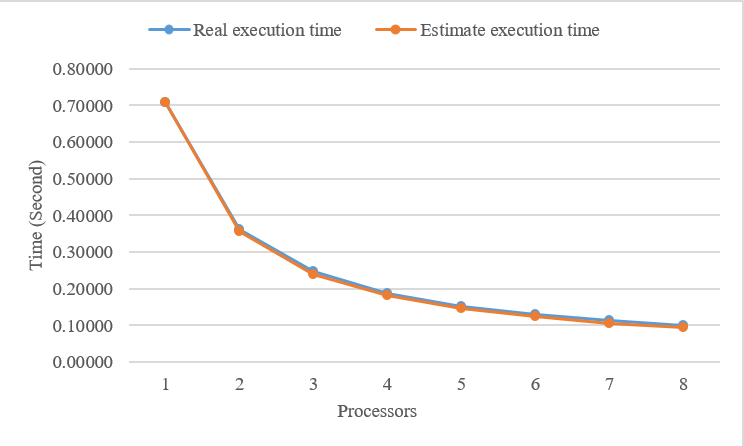 Real execution time Estimate execution time
0.80000
0.70000
0.60000
0.50000
0.40000
0.30000
0.20000
0.10000
0.00000
Time (Second)
1 2 3 4 5 6 7 8
Processors